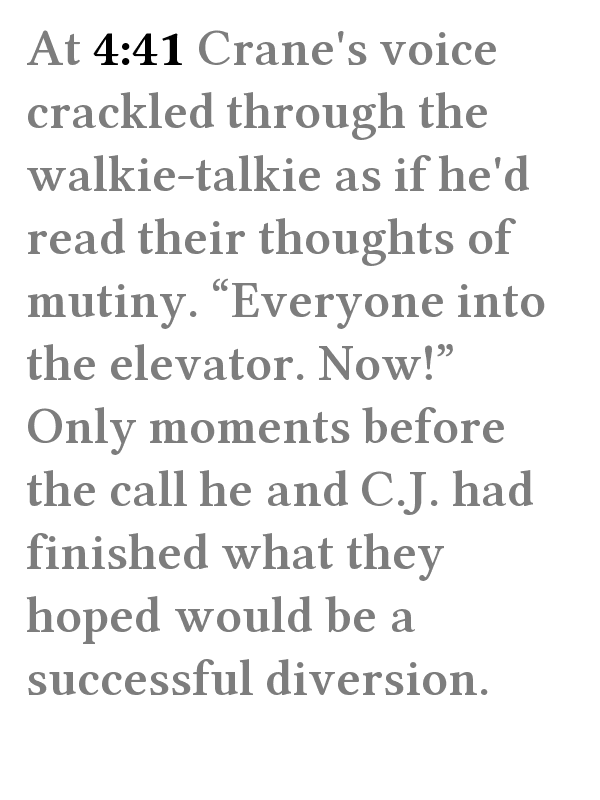 At 4:41 Crane's voice
crackled through the
walkie-talkie as if he'd
read their thoughts of
mutiny. “Everyone into
the elevator. Now!”
Only moments before
the call he and C.J. had
finished what they
hoped would be a
successful diversion.